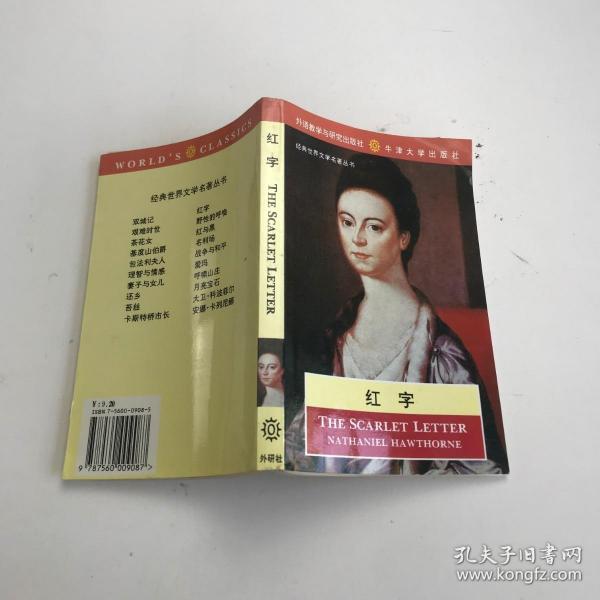 WORLD'S CLASSICS
经典世界文学名著丛书
双城记
艰难时世
茶花女
基度山伯爵
包法利夫人
理智与情感
妻子与女儿
还乡
苔丝
卡斯特桥市长
红字
野性的呼唤
红与黑
名利场
战争与和平
爱玛
呼啸山庄
月亮宝石
大卫·科波菲尔
安娜·卡列尼娜
¥:9.20
ISBN 7-5600-0908-5
9 787560 009087 >
红字
THE SCARLET LETTER
外研社
外语教学与研究出版社 牛津大学出版社
经典世界文学名著丛书
红字
THE SCARLET LETTER
NATHANIEL HAWTHORNE
孔夫子旧书网
www.kongfz.com